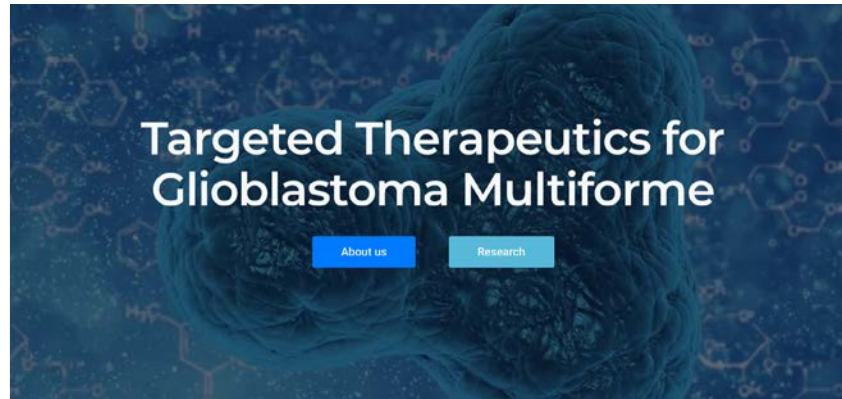 Targeted Therapeutics for
Glioblastoma Multiforme
About us
Research